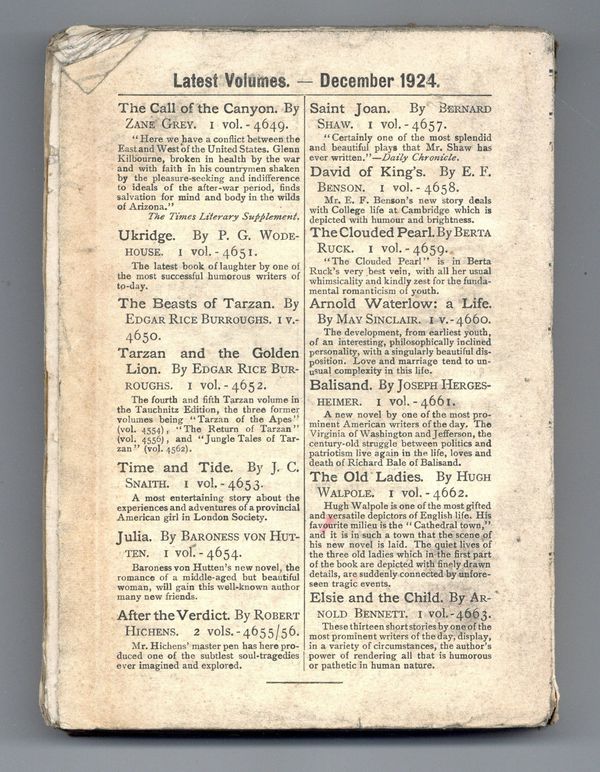 Latest Volumes. — December 1924.
The Call of the Canyon. By
ZANE GREY. 1 vol. - 4649.
"Here we have a conflict between the
East and West of the United States. Glenn
Kilbourne, broken in health by the war
and with faith in his countrymen shaken
by the pleasure-seeking and indifference
to ideals of the after-war period, finds
salvation for mind and body in the wilds
of Arizona."
The Times Literary Supplement.
Ukridge. By P. G. WODE-
HOUSE. 1 vol. - 4651.
The latest book of laughter by one of
the most successful humorous writers of
to-day.
The Beasts of Tarzan. By
EDGAR RICE BURROUGHS. 1 v.-
4650.
Tarzan and the Golden
Lion. By EDGAR RICE BUR-
ROUGHS. 1 vol. - 4652.
The fourth and fifth Tarzan volume in
the Tauchnitz Edition, the three former
volumes being "Tarzan of the Apes"
(vol. 4554), "The Return of Tarzan"
(vol. 4556), and "Jungle Tales of Tar-
zan" (vol. 4562).
Time and Tide. By J. C.
SNAITH. 1 vol. - 4653.
A most entertaining story about the
experiences and adventures of a provincial
American girl in London Society.
Julia. By BARONESS VON HUT-
TEN. 1 vol. - 4654.
Baroness von Hutten's new novel, the
romance of a middle-aged but beautiful
woman, will gain this well-known author
many new friends.
After the Verdict. By ROBERT
HICHENS. 2 vols. - 4655/56.
Mr. Hichens' master pen has here pro-
duced one of the subtlest soul-tragedies
ever imagined and explored.
Saint Joan. By BERNARD
SHAW. 1 vol. - 4657.
"Certainly one of the most splendid
and beautiful plays that Mr. Shaw has
ever written."—Daily Chronicle.
David of King's. By E. F.
BENSON. 1 vol. - 4658.
Mr. E. F. Benson's new story deals
with College life at Cambridge which is
depicted with humour and brightness.
The Clouded Pearl. By BERTA
RUCK. 1 vol. - 4659.
"The Clouded Pearl" is in Berta
Ruck's very best vein, with all her usual
whimsicality and kindly zest for the funda-
mental romanticism of youth.
Arnold Waterlow: a Life.
By MAY SINCLAIR. 1 v.-4660.
The development, from earliest youth,
of an interesting, philosophically inclined
personality, with a singularly beautiful dis-
position. Love and marriage tend to un-
usual complexity in this life.
Balisand. By JOSEPH HERGES-
HEIMER. 1 vol. - 4661.
A new novel by one of the most pro-
minent American writers of the day. The
Virginia of Washington and Jefferson, the
century-old struggle between politics and
patriotism live again in the life, loves and
death of Richard Bale of Balisand.
The Old Ladies. By HUGH
WALPOLE. 1 vol. - 4662.
Hugh Walpole is one of the most gifted
and versatile depictors of English life. His
favourite milieu is the "Cathedral town,"
and it is in such a town that the scene of
his new novel is laid. The quiet lives of
the three old ladies which in the first part
of the book are depicted with finely drawn
details, are suddenly connected by unfore-
seen tragic events.
Elsie and the Child. By AR-
NOLD BENNETT. 1 vol.-4663.
These thirteen short stories by one of the
most prominent writers of the day, display,
in a variety of circumstances, the author's
power of rendering all that is humorous
or pathetic in human nature.